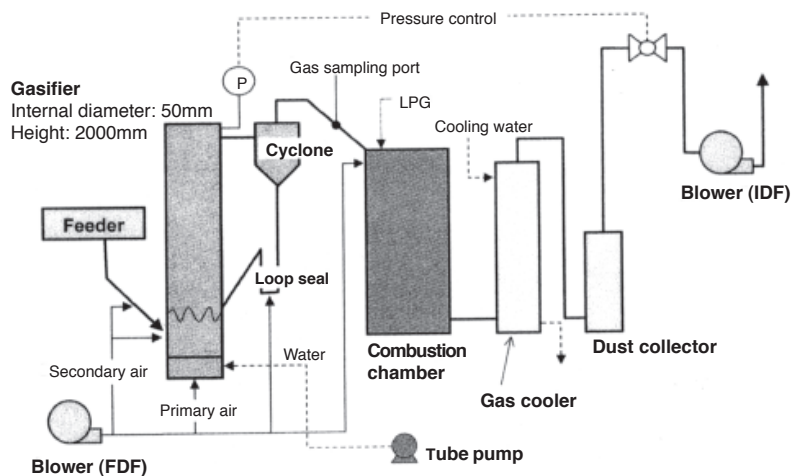 Pressure control
P
Gas sampling port
Gasifier
Internal diameter: 50mm
Height: 2000mm
LPG
Cooling water
Cyclone
Blower (IDF)
Feeder
Loop seal
Water
Secondary air
Primary air
Combustion
chamber
Dust collector
Gas cooler
Blower (FDF)
Tube pump